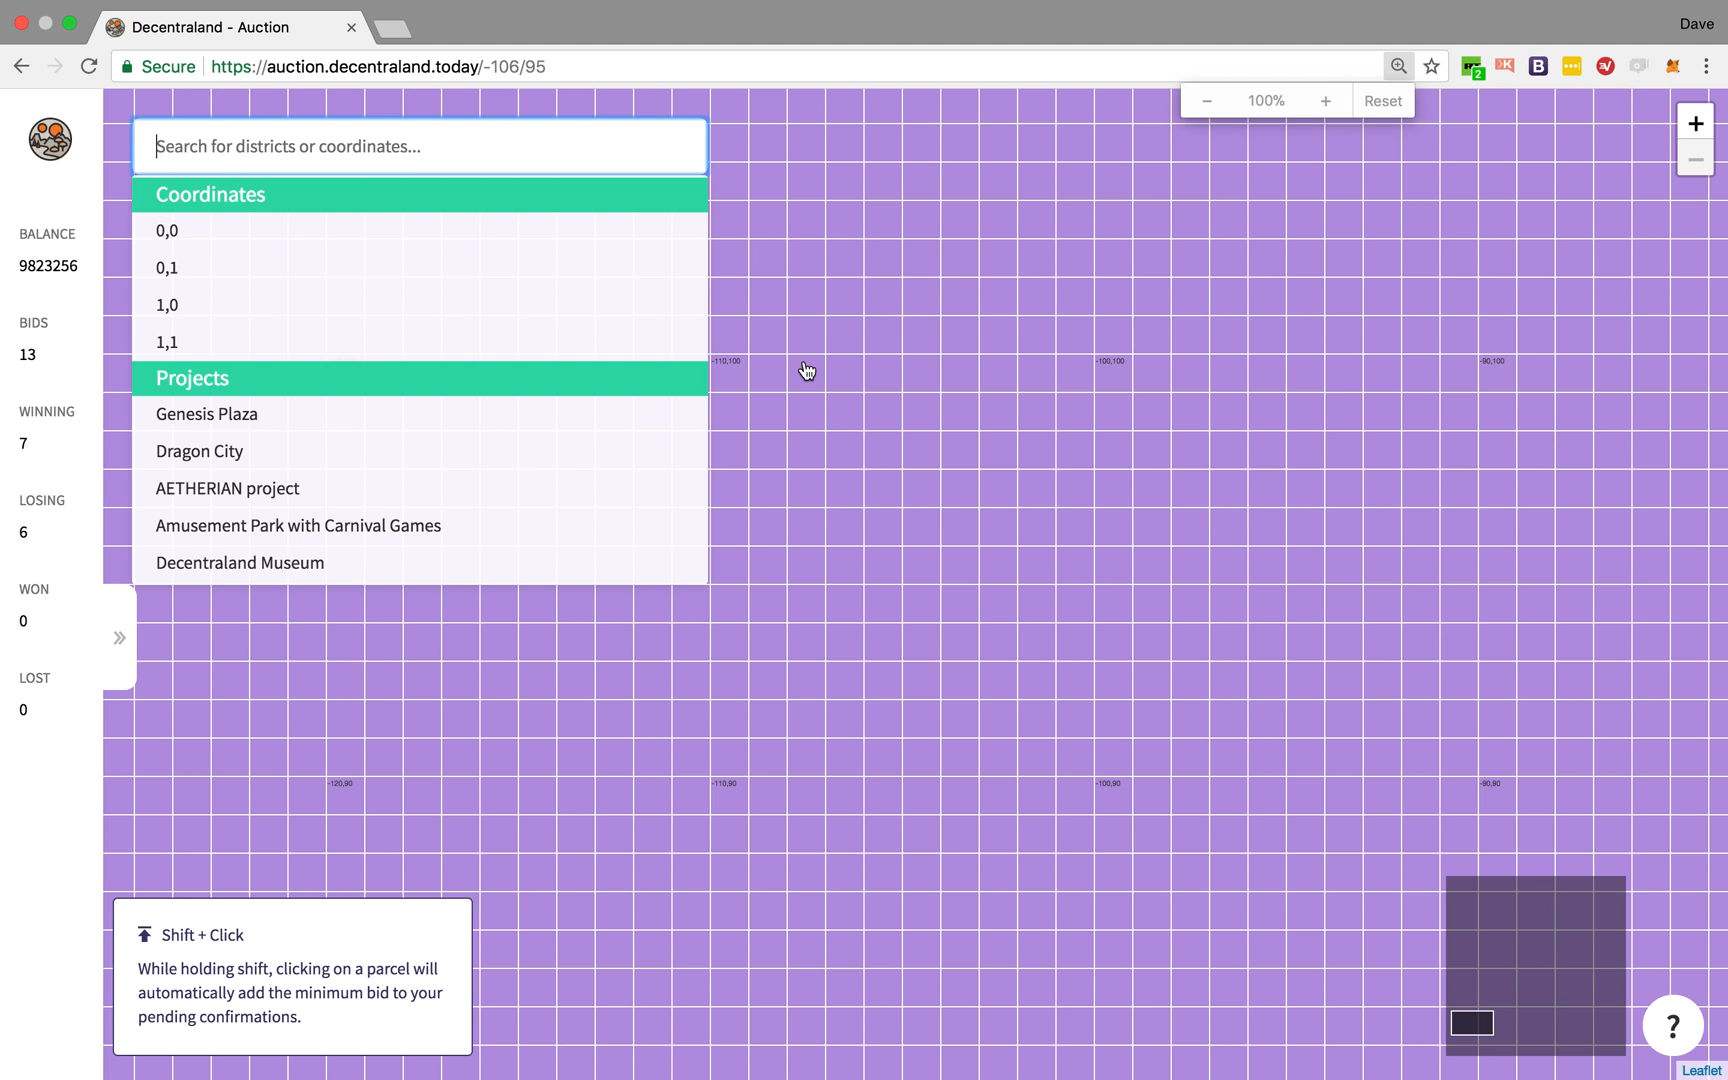 Decentraland - Auction
Dave
Secure
https://auction.decentraland.today/-106/95
2
K
B
− 100% + Reset
+
−
Search for districts or coordinates...
Coordinates
0,0
0,1
1,0
1,1
Projects
Genesis Plaza
Dragon City
AETHERIAN project
Amusement Park with Carnival Games
Decentraland Museum
BALANCE
9823256
BIDS
13
WINNING
7
LOSING
6
WON
0
LOST
0
-110,100
-100,100
-90,100
-120,90
-110,90
-100,90
-90,90
Shift + Click
While holding shift, clicking on a parcel will
automatically add the minimum bid to your
pending confirmations.
?
Leaflet